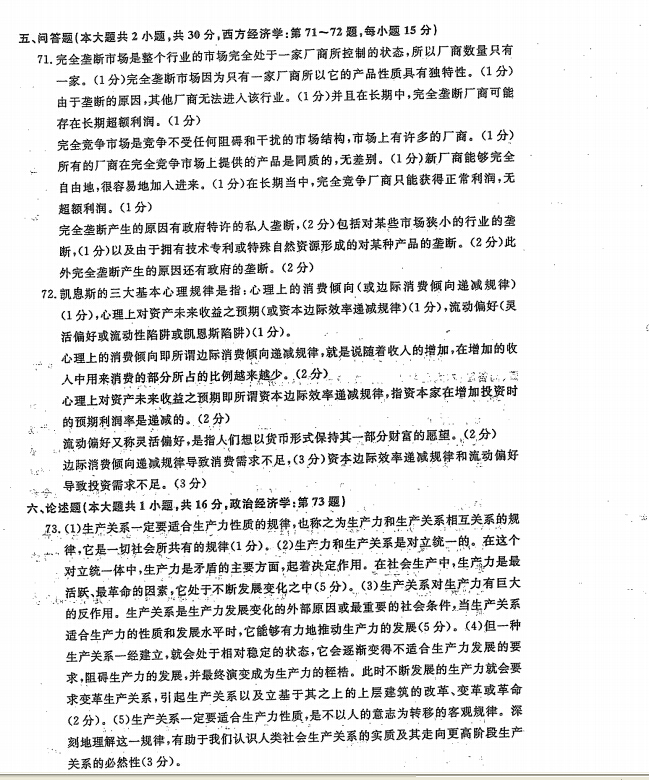 五、问答题(本大题共 2 小题,共 30 分,西方经济学:第 71～72 题,每小题 15 分)
71. 完全垄断市场是整个行业的市场完全处于一家厂商所控制的状态,所以厂商数量只有
一家。(1 分)完全垄断市场因为只有一家厂商所以它的产品性质具有独特性。(1 分)
由于垄断的原因,其他厂商无法进入该行业。(1 分)并且在长期中,完全垄断厂商可能
存在长期超额利润。(1 分)
完全竞争市场是竞争不受任何阻碍和干扰的市场结构,市场上有许多的厂商。(1 分)
所有的厂商在完全竞争市场上提供的产品是同质的,无差别。(1 分)新厂商能够完全
自由地,很容易地加入进来。(1 分)在长期当中,完全竞争厂商只能获得正常利润,无
超额利润。(1 分)
完全垄断产生的原因有政府特许的私人垄断,(2 分)包括对某些市场狭小的行业的垄
断,(1 分)以及由于拥有技术专利或特殊自然资源形成的对某种产品的垄断。(2 分)此
外完全垄断产生的原因还有政府的垄断。(2 分)
72. 凯恩斯的三大基本心理规律是指:心理上的消费倾向(或边际消费倾向递减规律)
(1 分),心理上对资产未来收益之预期(或资本边际效率递减规律)(1 分),流动偏好(灵
活偏好或流动性陷阱或凯恩斯陷阱)(1 分)。
心理上的消费倾向即所谓边际消费倾向递减规律,就是说随着收入的增加,在增加的收
入中用来消费的部分所占的比例越来越少。(2 分)
心理上对资产未来收益之预期即所谓资本边际效率递减规律,指资本家在增加投资时
的预期利润率是递减的。(2 分)
流动偏好又称灵活偏好,是指人们想以货币形式保持其一部分财富的愿望。(2 分)
边际消费倾向递减规律导致消费需求不足,(3 分)资本边际效率递减规律和流动偏好
导致投资需求不足。(3 分)
六、论述题(本大题共 1 小题,共 16 分,政治经济学:第 73 题)
73. (1)生产关系一定要适合生产力性质的规律,也称之为生产力和生产关系相互关系的规
律,它是一切社会所共有的规律(1 分)。(2)生产力和生产关系是对立统一的。在这个
对立统一体中,生产力是矛盾的主要方面,起着决定作用。在社会生产中,生产力是最
活跃、最革命的因素,它处于不断发展变化之中(5 分)。(3)生产关系对生产力有巨大
的反作用。生产关系是生产力发展变化的外部原因或最重要的社会条件,当生产关系
适合生产力的性质和发展水平时,它能够有力地推动生产力的发展(5 分)。(4)但一种
生产关系一经建立,就会处于相对稳定的状态,它会逐渐变得不适合生产力发展的要
求,阻碍生产力的发展,并最终演变成为生产力的桎梏。此时不断发展的生产力就会要
求变革生产关系,引起生产关系以及立基于其之上的上层建筑的改革、变革或革命
(2 分)。(5)生产关系一定要适合生产力性质,是不以人的意志为转移的客观规律。深
刻地理解这一规律,有助于我们认识人类社会生产关系的实质及其走向更高阶段生产
关系的必然性(3 分)。